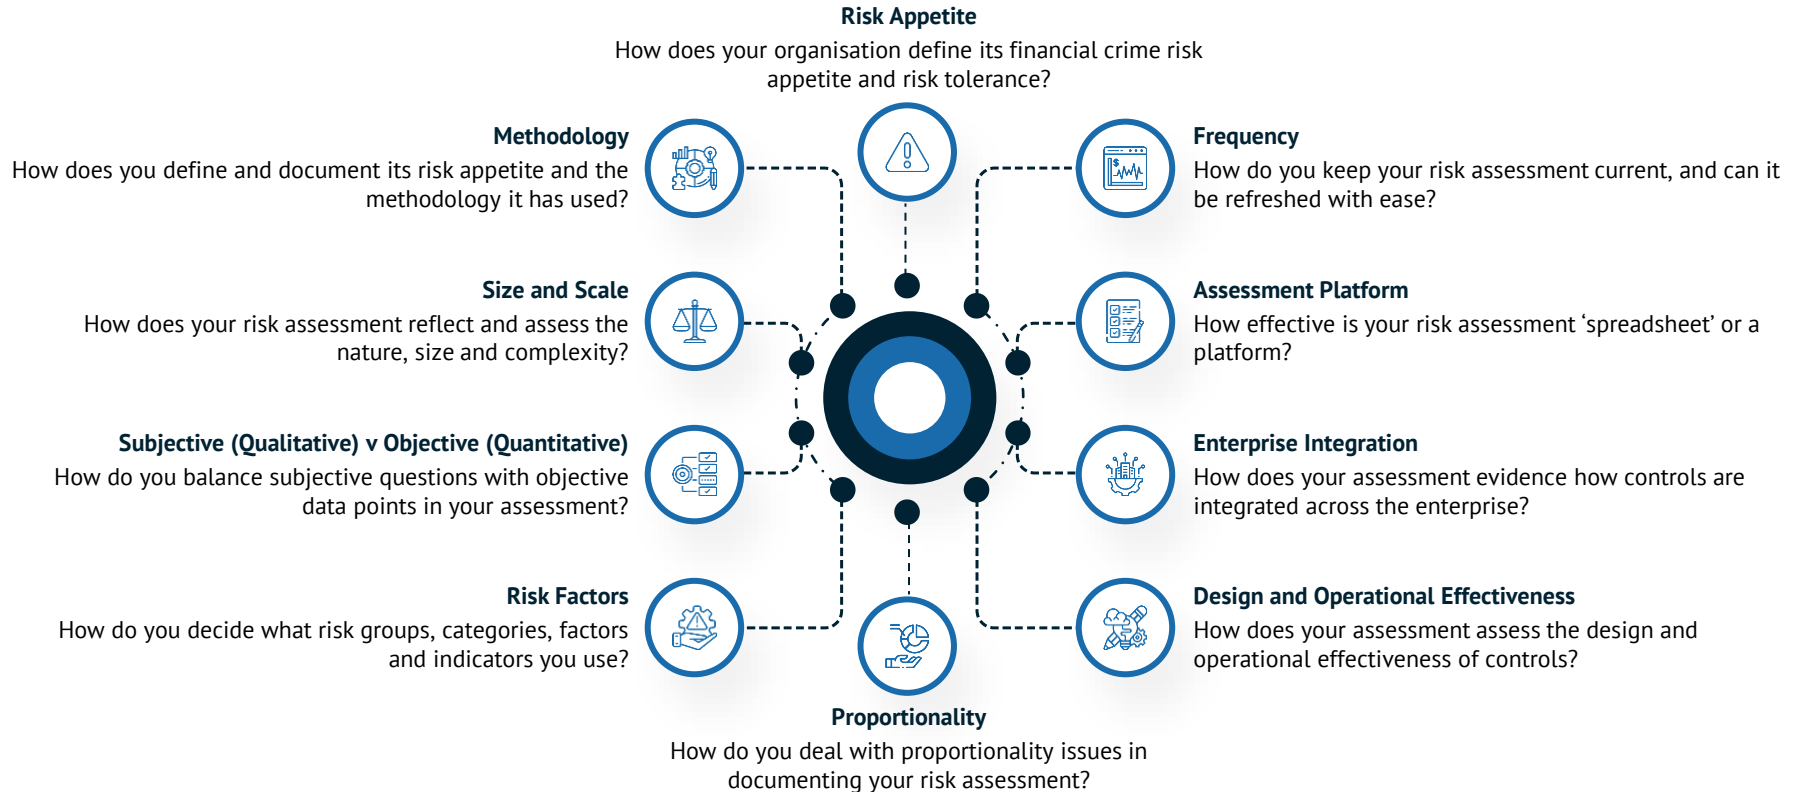 Risk Appetite
How does your organisation define its financial crime risk
appetite and risk tolerance?
Methodology
How does you define and document its risk appetite and the
methodology it has used?
Size and Scale
How does your risk assessment reflect and assess the
nature, size and complexity?
Subjective (Qualitative) v Objective (Quantitative)
How do you balance subjective questions with objective
data points in your assessment?
Risk Factors
How do you decide what risk groups, categories, factors
and indicators you use?
Frequency
How do you keep your risk assessment current, and can it
be refreshed with ease?
Assessment Platform
How effective is your risk assessment ‘spreadsheet’ or a
platform?
Enterprise Integration
How does your assessment evidence how controls are
integrated across the enterprise?
Design and Operational Effectiveness
How does your assessment assess the design and
operational effectiveness of controls?
Proportionality
How do you deal with proportionality issues in
documenting your risk assessment?